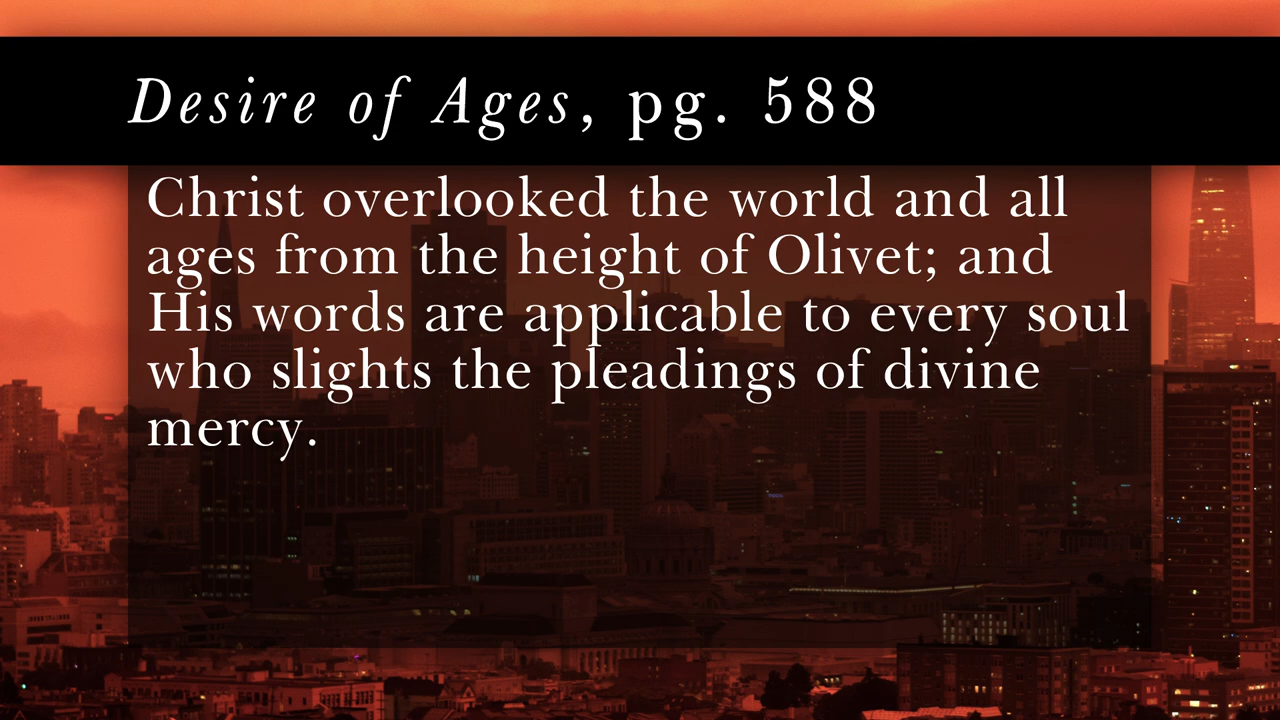 Desire of Ages, pg. 588
Christ overlooked the world and all
ages from the height of Olivet; and
His words are applicable to every soul
who slights the pleadings of divine
mercy.